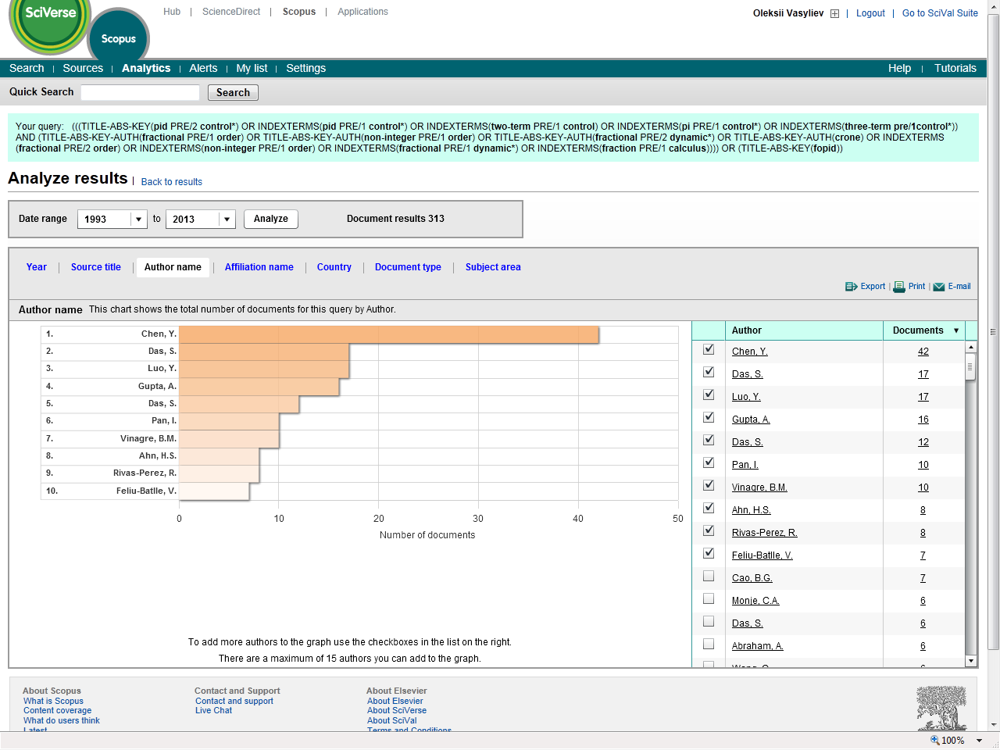 SciVerse
Scopus
Hub | ScienceDirect | Scopus | Applications
Oleksii Vasyliev | Logout | Go to SciVal Suite
Search | Sources | Analytics | Alerts | My list | Settings
Help | Tutorials
Quick Search
Search
Your query: (((TITLE-ABS-KEY(pid PRE/2 control*) OR INDEXTERMS(pid PRE/1 control*) OR INDEXTERMS(two-term PRE/1 control) OR INDEXTERMS(pi PRE/1 control*) OR INDEXTERMS(three-term pre/1control*))
AND (TITLE-ABS-KEY-AUTH(fractional PRE/1 order) OR TITLE-ABS-KEY-AUTH(non-integer PRE/1 order) OR TITLE-ABS-KEY-AUTH(fractional PRE/2 dynamic*) OR TITLE-ABS-KEY-AUTH(crone) OR INDEXTERMS
(fractional PRE/2 order) OR INDEXTERMS(non-integer PRE/1 order) OR INDEXTERMS(fractional PRE/1 dynamic*) OR INDEXTERMS(fraction PRE/1 calculus)))) OR (TITLE-ABS-KEY(fopid))
Analyze results | Back to results
Date range 1993 to 2013 Analyze Document results 313
Year | Source title | Author name | Affiliation name | Country | Document type | Subject area
Export | Print | E-mail
Author name This chart shows the total number of documents for this query by Author.
1. Chen, Y.
2. Das, S.
3. Luo, Y.
4. Gupta, A.
5. Das, S.
6. Pan, I.
7. Vinagre, B.M.
8. Ahn, H.S.
9. Rivas-Perez, R.
10. Feliu-Batlle, V.
0 10 20 30 40 50
Number of documents
To add more authors to the graph use the checkboxes in the list on the right.
There are a maximum of 15 authors you can add to the graph.
Author Documents
Chen, Y. 42
Das, S. 17
Luo, Y. 17
Gupta, A. 16
Das, S. 12
Pan, I. 10
Vinagre, B.M. 10
Ahn, H.S. 8
Rivas-Perez, R. 8
Feliu-Batlle, V. 7
Cao, B.G. 7
Monje, C.A. 6
Das, S. 6
Abraham, A. 6
About Scopus
What is Scopus
Content coverage
What do users think
Latest
Contact and Support
Contact and support
Live Chat
About Elsevier
About Elsevier
About SciVerse
About SciVal
Terms and Conditions
100%